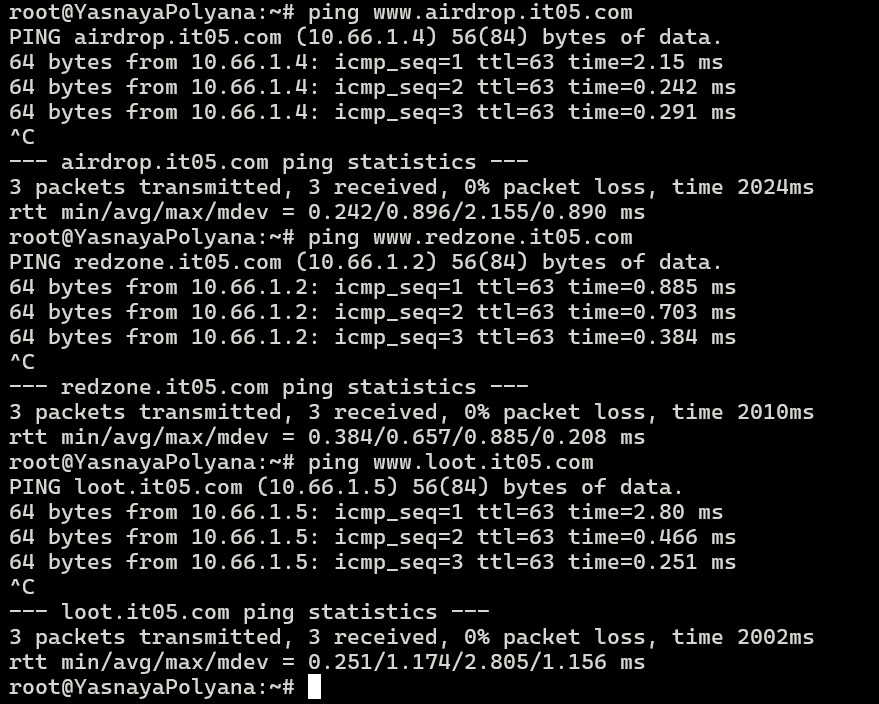 root@YasnayaPolyana:~# ping www.airdrop.it05.com
PING airdrop.it05.com (10.66.1.4) 56(84) bytes of data.
64 bytes from 10.66.1.4: icmp_seq=1 ttl=63 time=2.15 ms
64 bytes from 10.66.1.4: icmp_seq=2 ttl=63 time=0.242 ms
64 bytes from 10.66.1.4: icmp_seq=3 ttl=63 time=0.291 ms
^C
--- airdrop.it05.com ping statistics ---
3 packets transmitted, 3 received, 0% packet loss, time 2024ms
rtt min/avg/max/mdev = 0.242/0.896/2.155/0.890 ms
root@YasnayaPolyana:~# ping www.redzone.it05.com
PING redzone.it05.com (10.66.1.2) 56(84) bytes of data.
64 bytes from 10.66.1.2: icmp_seq=1 ttl=63 time=0.885 ms
64 bytes from 10.66.1.2: icmp_seq=2 ttl=63 time=0.703 ms
64 bytes from 10.66.1.2: icmp_seq=3 ttl=63 time=0.384 ms
^C
--- redzone.it05.com ping statistics ---
3 packets transmitted, 3 received, 0% packet loss, time 2010ms
rtt min/avg/max/mdev = 0.384/0.657/0.885/0.208 ms
root@YasnayaPolyana:~# ping www.loot.it05.com
PING loot.it05.com (10.66.1.5) 56(84) bytes of data.
64 bytes from 10.66.1.5: icmp_seq=1 ttl=63 time=2.80 ms
64 bytes from 10.66.1.5: icmp_seq=2 ttl=63 time=0.466 ms
64 bytes from 10.66.1.5: icmp_seq=3 ttl=63 time=0.251 ms
^C
--- loot.it05.com ping statistics ---
3 packets transmitted, 3 received, 0% packet loss, time 2002ms
rtt min/avg/max/mdev = 0.251/1.174/2.805/1.156 ms
root@YasnayaPolyana:~#